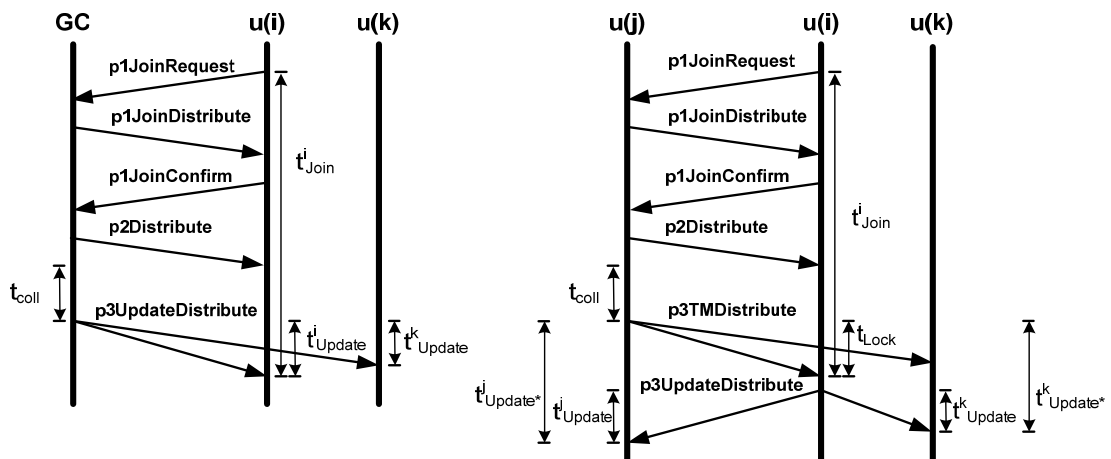 GC u(i) u(k)
p1JoinRequest
p1JoinDistribute
t^i_Join
p1JoinConfirm
p2Distribute
t_coll
p3UpdateDistribute
t^i_Update
t^k_Update
u(j) u(i) u(k)
p1JoinRequest
p1JoinDistribute
p1JoinConfirm
t^i_Join
p2Distribute
t_coll
p3TMDistribute
t_Lock
p3UpdateDistribute
t^j_Update*
t^j_Update
t^k_Update
t^k_Update*